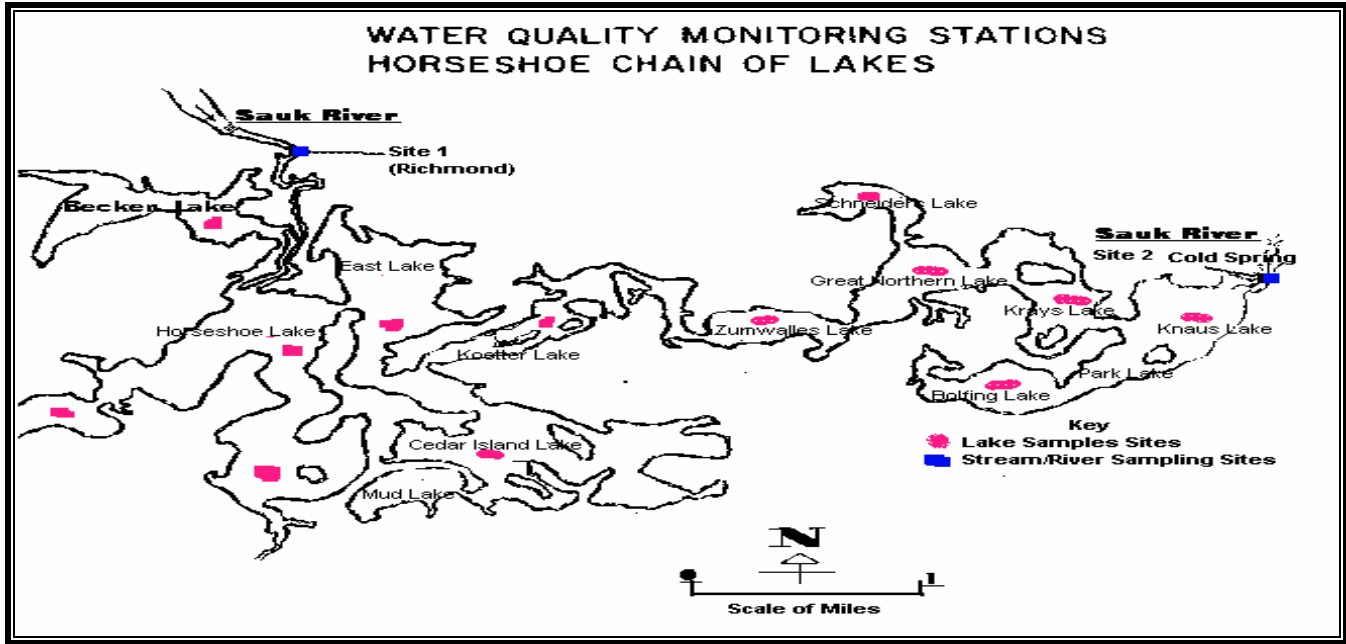 WATER QUALITY MONITORING STATIONS
HORSESHOE CHAIN OF LAKES
Sauk River
Site 1
(Richmond)
Becker Lake
Schneiders Lake
Sauk River
Site 2 Cold Spring
East Lake
Great Northern Lake
Krays Lake
Horseshoe Lake
Zumwalles Lake
Knaus Lake
Koetter Lake
Park Lake
Bolfing Lake
Key
Cedar Island Lake
Lake Samples Sites
Stream/River Sampling Sites
Mud Lake
N
0 1
Scale of Miles